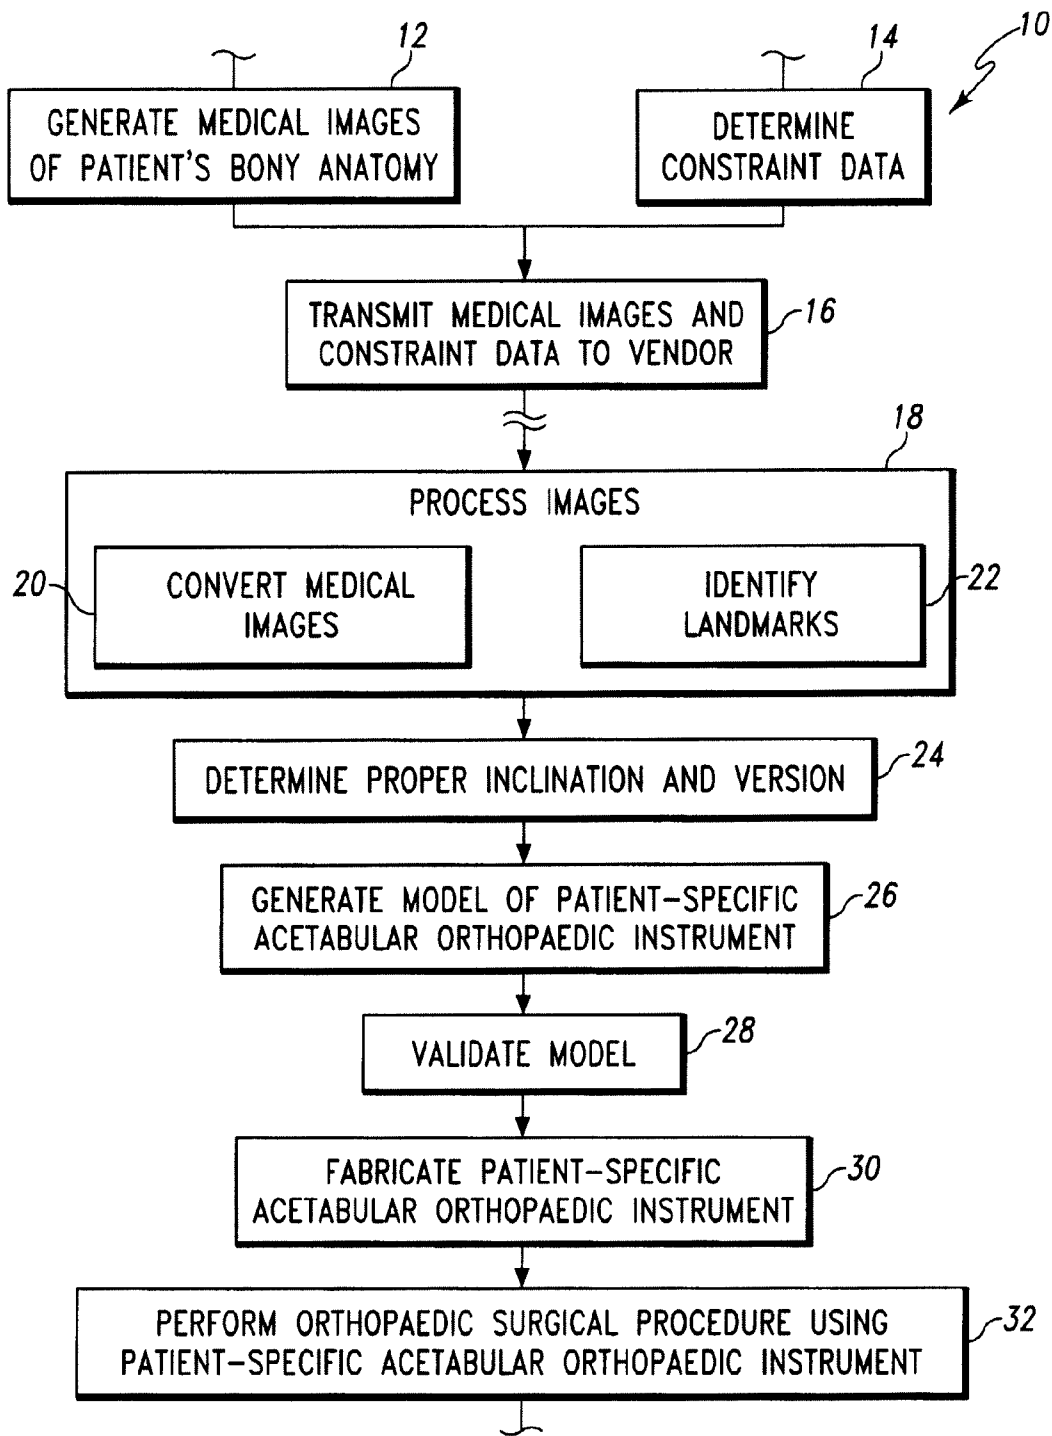 10
12
14
GENERATE MEDICAL IMAGES
OF PATIENT'S BONY ANATOMY
DETERMINE
CONSTRAINT DATA
TRANSMIT MEDICAL IMAGES AND
CONSTRAINT DATA TO VENDOR
16
18
PROCESS IMAGES
20
CONVERT MEDICAL
IMAGES
IDENTIFY
LANDMARKS
22
DETERMINE PROPER INCLINATION AND VERSION
24
GENERATE MODEL OF PATIENT-SPECIFIC
ACETABULAR ORTHOPAEDIC INSTRUMENT
26
VALIDATE MODEL
28
FABRICATE PATIENT-SPECIFIC
ACETABULAR ORTHOPAEDIC INSTRUMENT
30
PERFORM ORTHOPAEDIC SURGICAL PROCEDURE USING
PATIENT-SPECIFIC ACETABULAR ORTHOPAEDIC INSTRUMENT
32